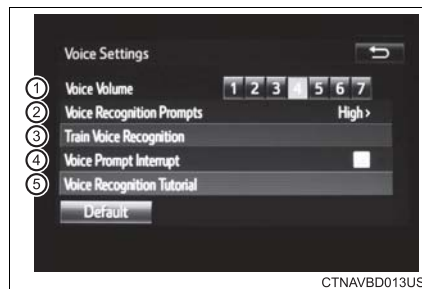 Voice Settings
① Voice Volume 1 2 3 4 5 6 7
② Voice Recognition Prompts High >
③ Train Voice Recognition
④ Voice Prompt Interrupt
⑤ Voice Recognition Tutorial
Default
CTNAVBD013US